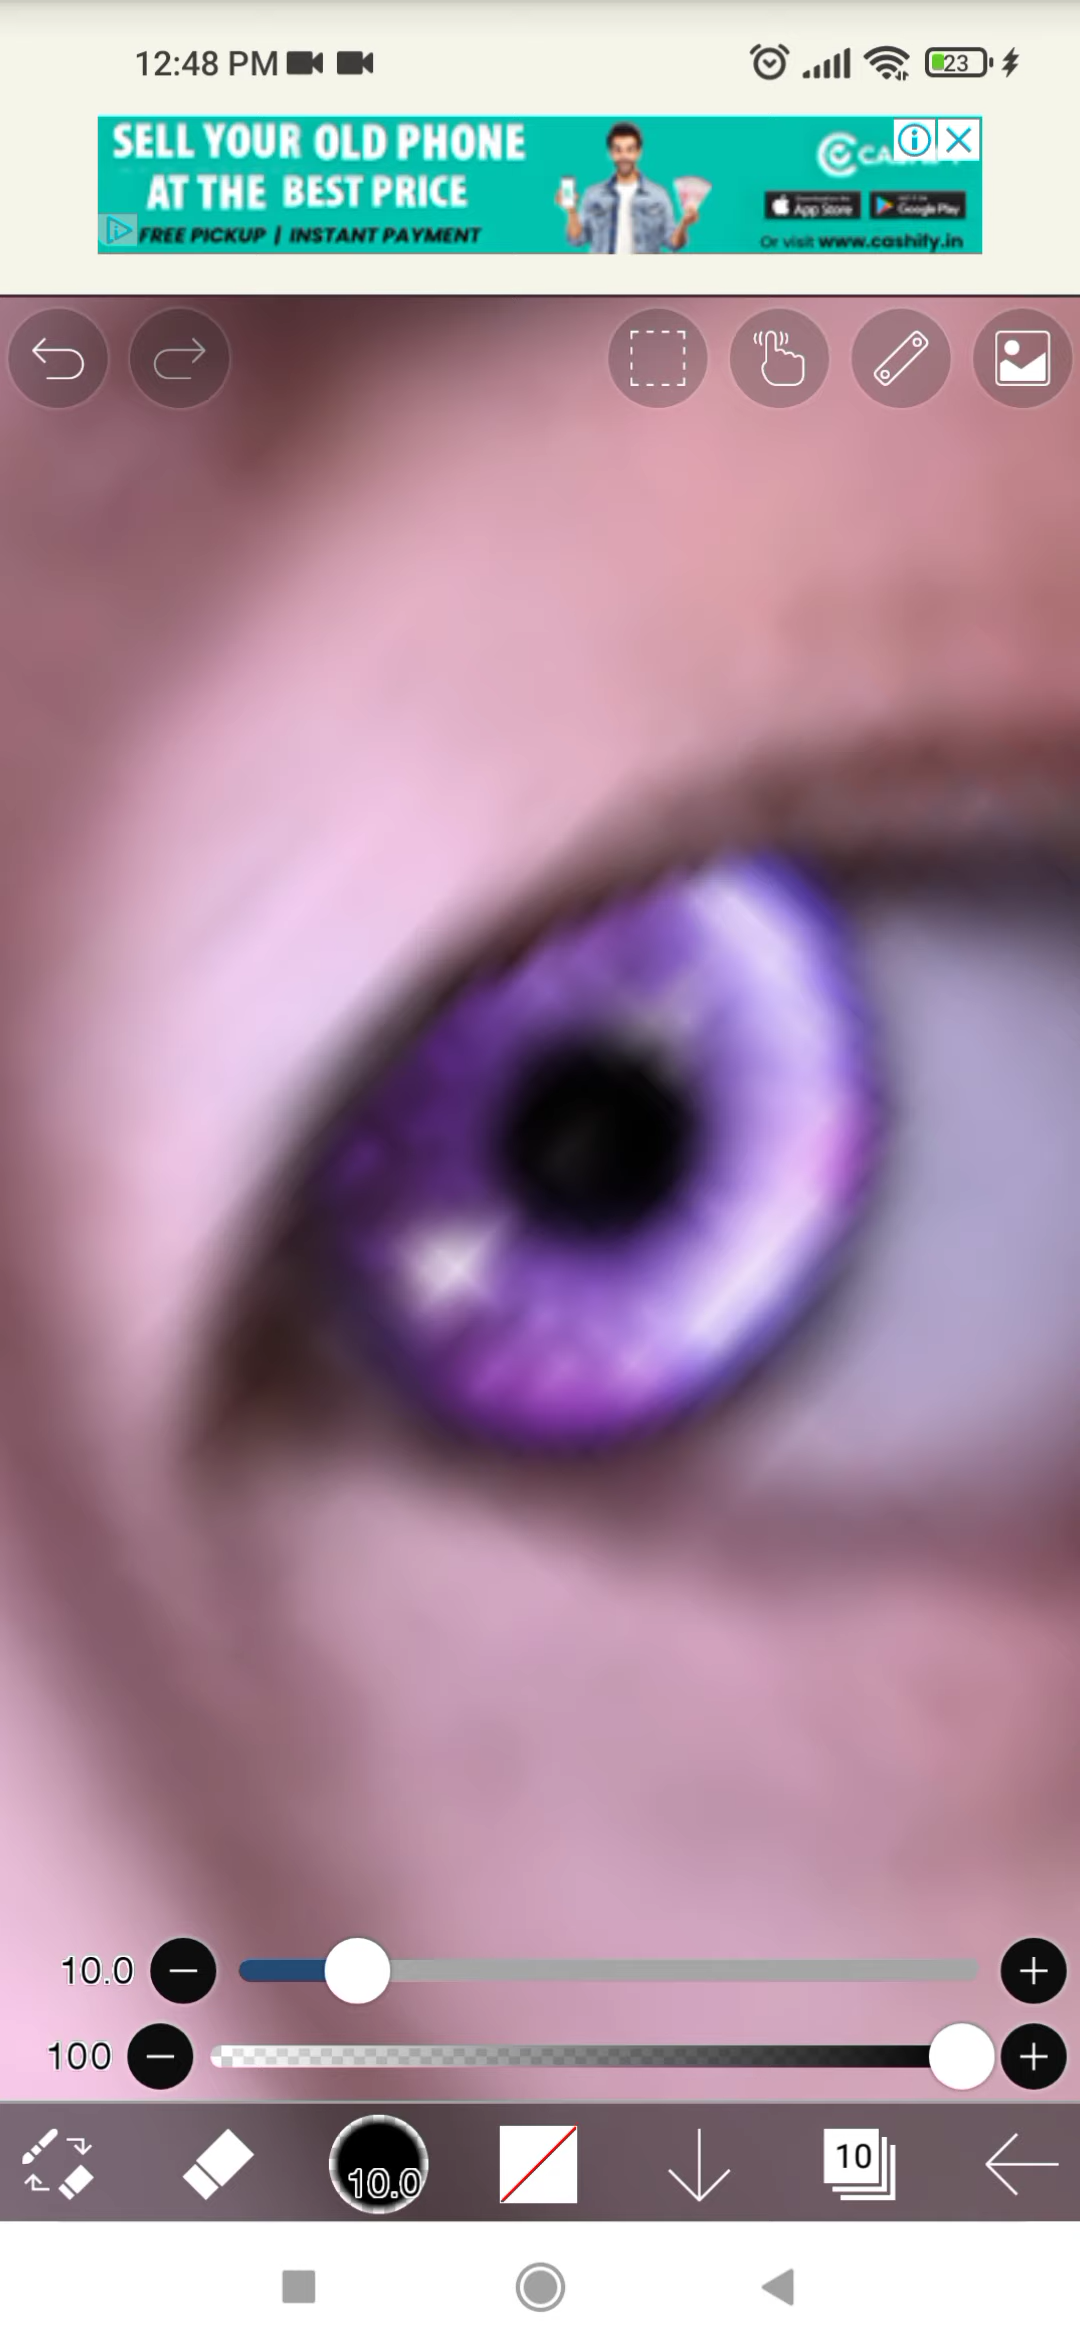 12:48 PM
23
SELL YOUR OLD PHONE
AT THE BEST PRICE
FREE PICKUP | INSTANT PAYMENT
App Store
Google Play
Or visit www.cashify.in
10.0
100
10.0
10